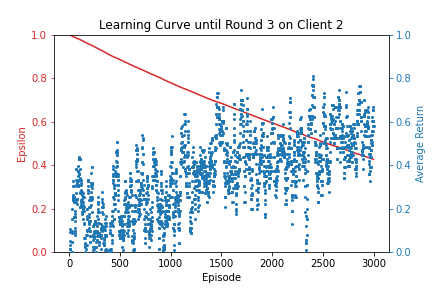 Learning Curve until Round 3 on Client 2
1.0 1.0
0.8 0.8
0.6 0.6
Epsilon Average Return
0.4 0.4
0.2 0.2
0.0 0.0
0 500 1000 1500 2000 2500 3000
Episode